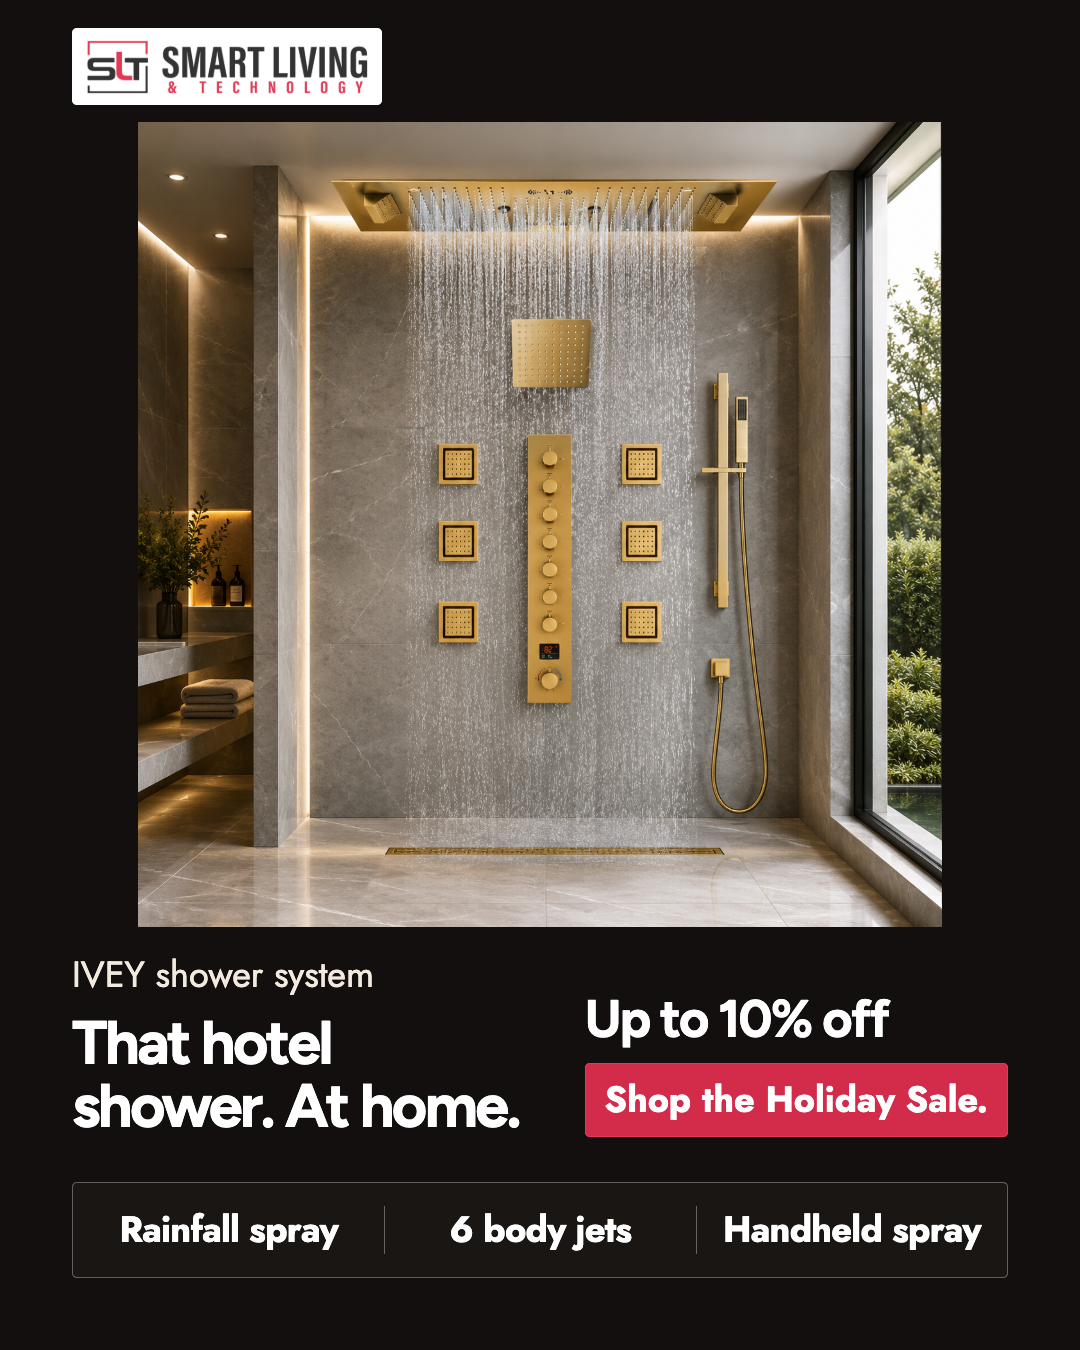 SLT SMART LIVING
& TECHNOLOGY
IVEY shower system
That hotel
shower. At home.
Up to 10% off
Shop the Holiday Sale.
Rainfall spray
6 body jets
Handheld spray